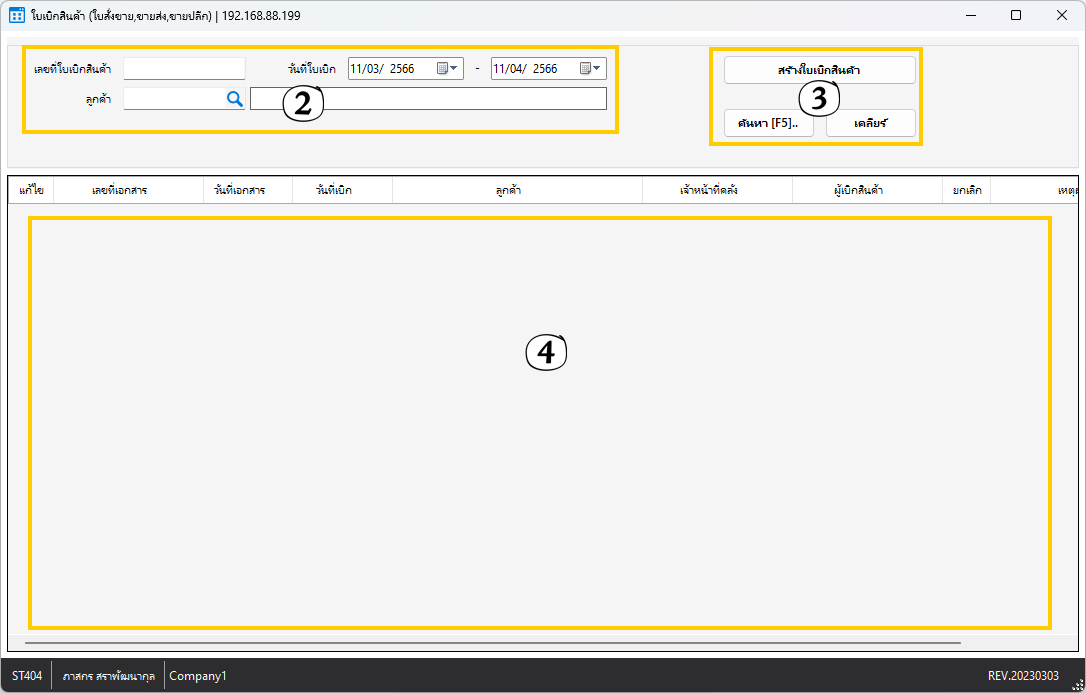 ใบเบิกสินค้า (ใบสั่งขาย,ขายส่ง,ขายปลีก) | 192.168.88.199
เลขที่ใบเบิกสินค้า วันที่ใบเบิก 11/03/ 2566 - 11/04/ 2566
สร้างใบเบิกสินค้า
ลูกค้า
2
3
ค้นหา [F5].. เคลียร์
แก้ไข เลขที่เอกสาร วันที่เอกสาร วันที่เบิก ลูกค้า เจ้าหน้าที่คลัง ผู้เบิกสินค้า ยกเลิก
4
ST404 ภาสกร สราพัฒนากุล Company1 REV.20230303